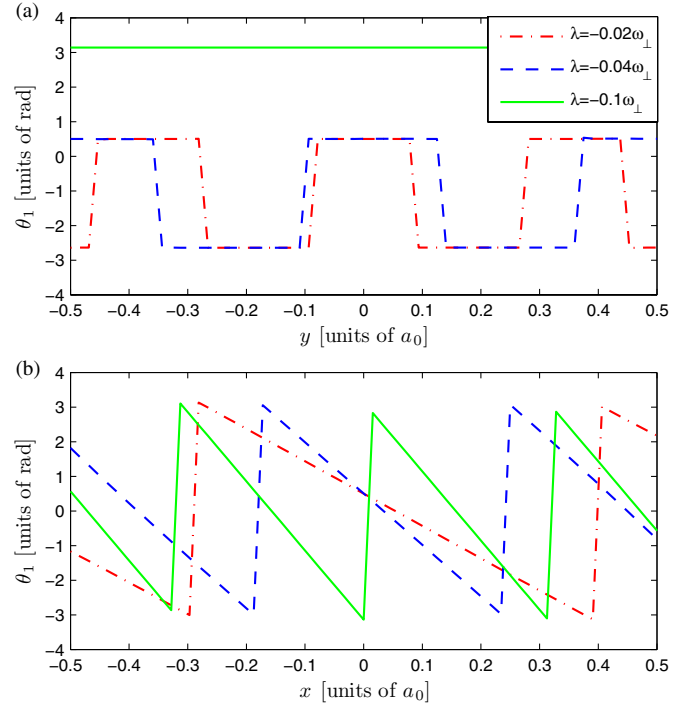 (a)
4
3
2
1
0
−1
−2
−3
−4
θ₁ [units of rad]
λ=−0.02ω⊥
λ=−0.04ω⊥
λ=−0.1ω⊥
−0.5 −0.4 −0.3 −0.2 −0.1 0 0.1 0.2 0.3 0.4 0.5
y [units of a₀]
(b)
4
3
2
1
0
−1
−2
−3
−4
θ₁ [units of rad]
−0.5 −0.4 −0.3 −0.2 −0.1 0 0.1 0.2 0.3 0.4 0.5
x [units of a₀]